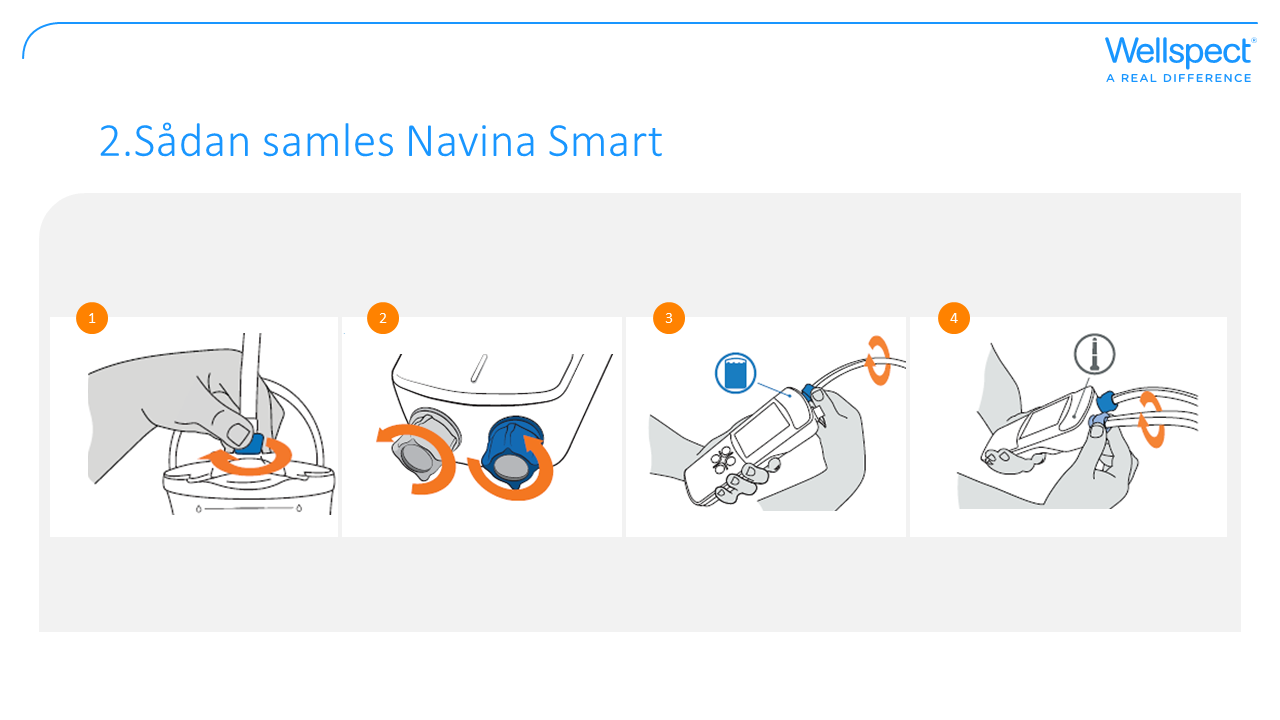 Wellspect®
A REAL DIFFERENCE
2.Sådan samles Navina Smart
1
2
3
4